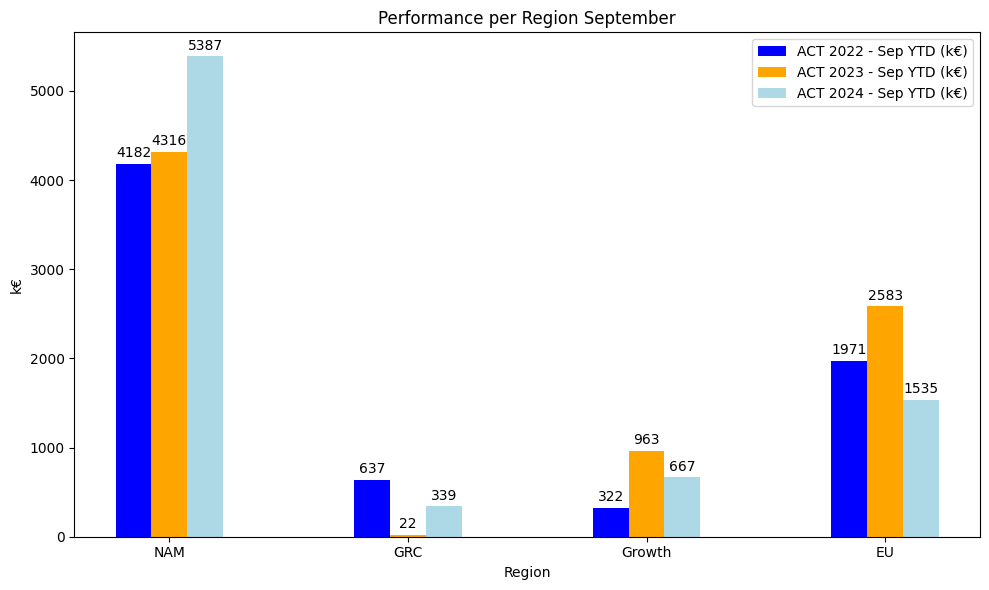 Performance per Region September
ACT 2022 - Sep YTD (k€)
ACT 2023 - Sep YTD (k€)
ACT 2024 - Sep YTD (k€)
k€
5000
4000
3000
2000
1000
0
4182
4316
5387
637
22
339
322
963
667
1971
2583
1535
NAM
GRC
Growth
EU
Region